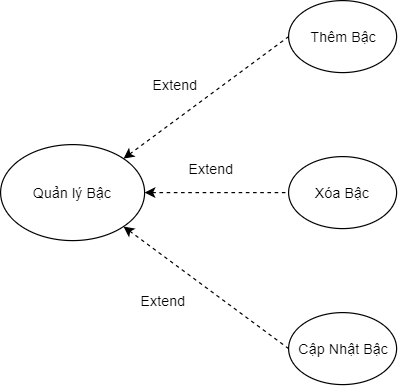 Thêm Bậc
Extend
Extend
Quản lý Bậc
Xóa Bậc
Extend
Cập Nhật Bậc